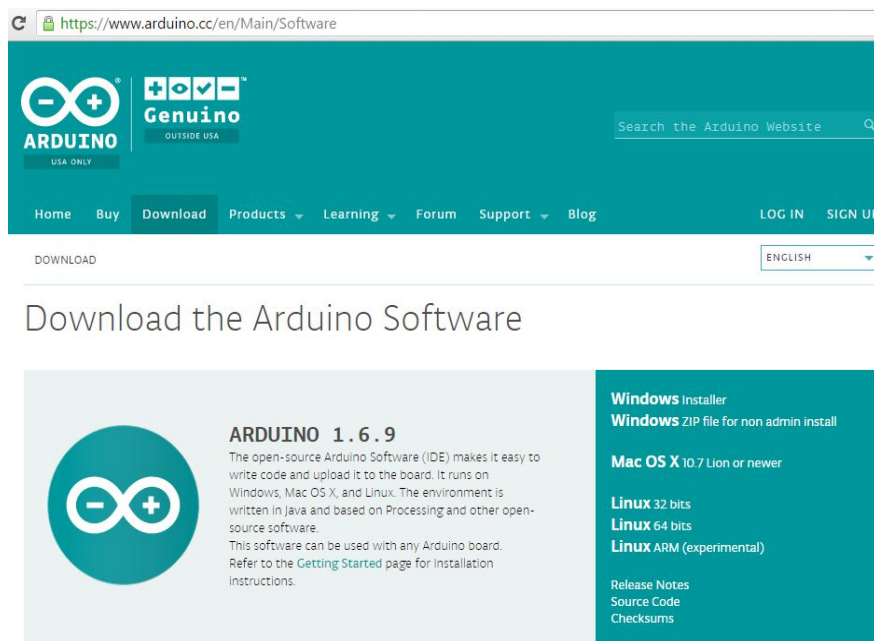 https://www.arduino.cc/en/Main/Software
ARDUINO
USA ONLY
Genuino
OUTSIDE USA
Search the Arduino Website
Home Buy Download Products Learning Forum Support Blog LOG IN SIGN
DOWNLOAD
ENGLISH
Download the Arduino Software
ARDUINO 1.6.9
The open-source Arduino Software (IDE) makes it easy to
write code and upload it to the board. It runs on
Windows, Mac OS X, and Linux. The environment is
written in Java and based on Processing and other open-
source software.
This software can be used with any Arduino board.
Refer to the Getting Started page for Installation
instructions.
Windows Installer
Windows ZIP file for non admin install
Mac OS X 10.7 Lion or newer
Linux 32 bits
Linux 64 bits
Linux ARM (experimental)
Release Notes
Source Code
Checksums